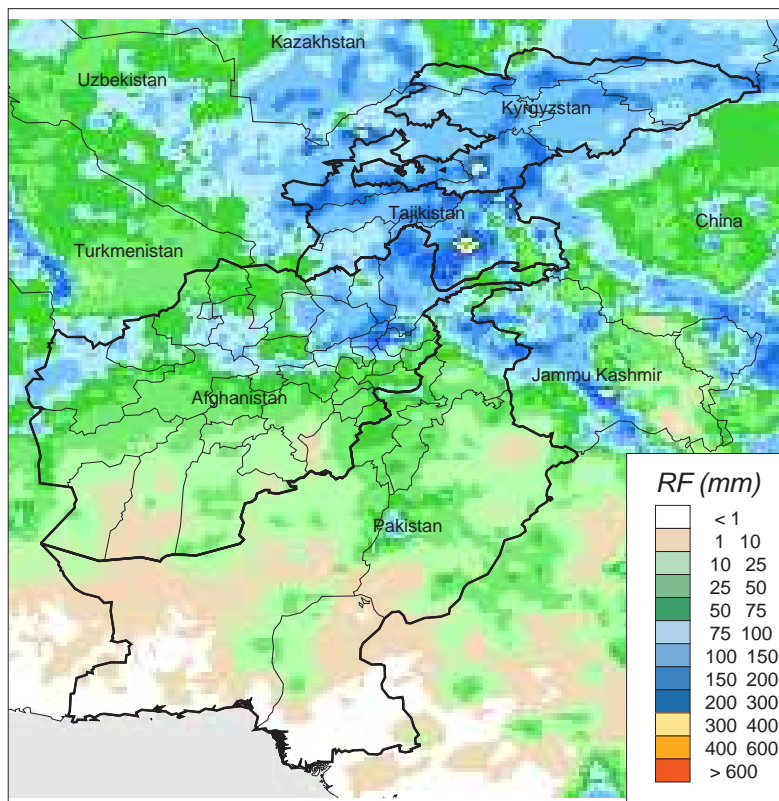 Kazakhstan
Uzbekistan
Kyrgyzstan
Tajikistan
China
Turkmenistan
Jammu Kashmir
Afghanistan
Pakistan
RF (mm)
< 1
1 10
10 25
25 50
50 75
75 100
100 150
150 200
200 300
300 400
400 600
> 600